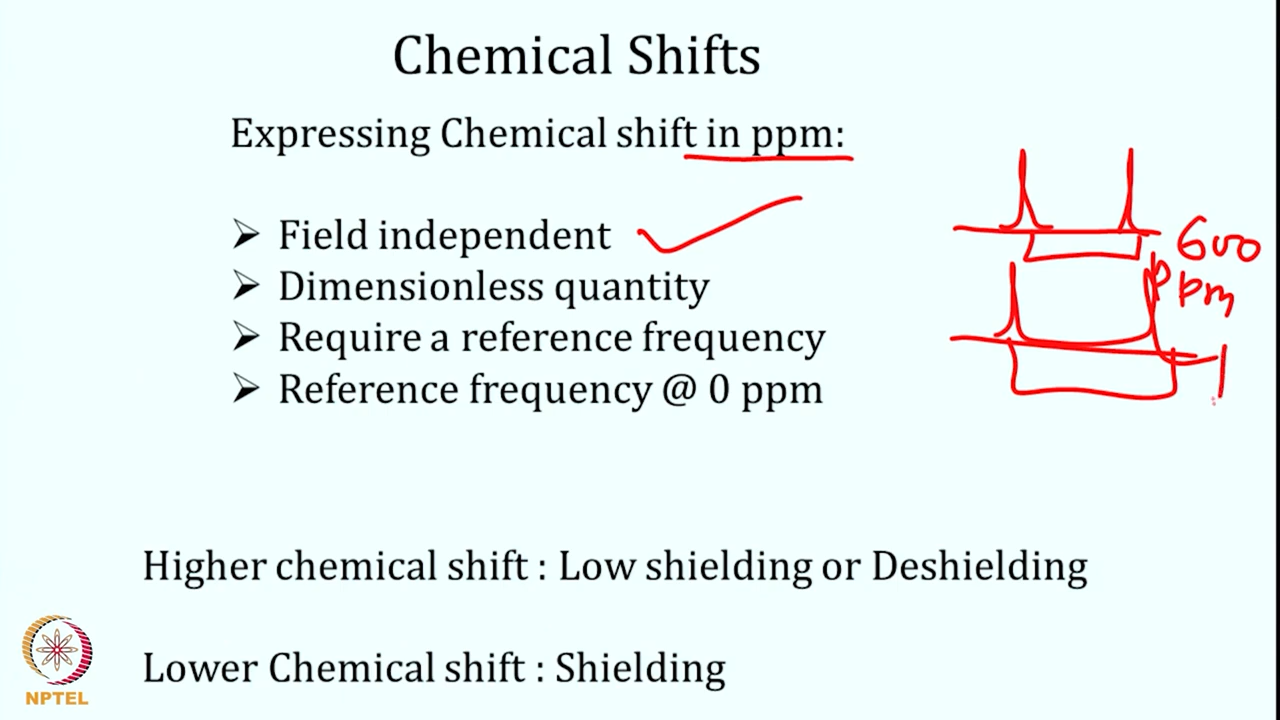 Chemical Shifts
Expressing Chemical shift in ppm:
➢ Field independent
➢ Dimensionless quantity
➢ Require a reference frequency
➢ Reference frequency @ 0 ppm
600
ppm
1
Higher chemical shift : Low shielding or Deshielding
Lower Chemical shift : Shielding
NPTEL